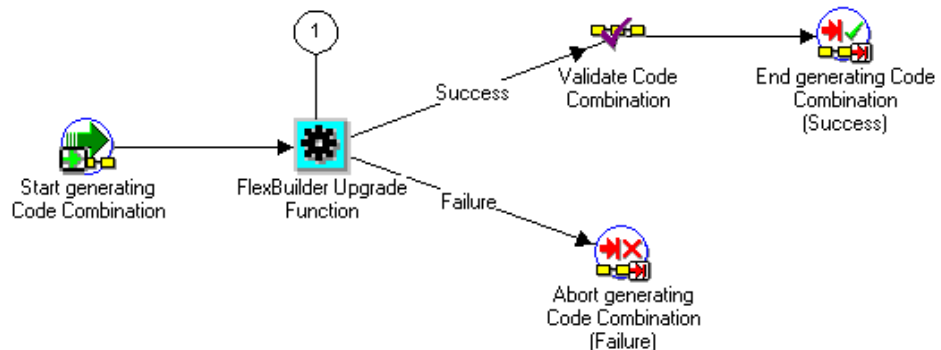 1
Success
Validate Code
Combination
End generating Code
Combination
(Success)
Start generating
Code Combination
FlexBuilder Upgrade
Function
Failure
Abort generating
Code Combination
(Failure)